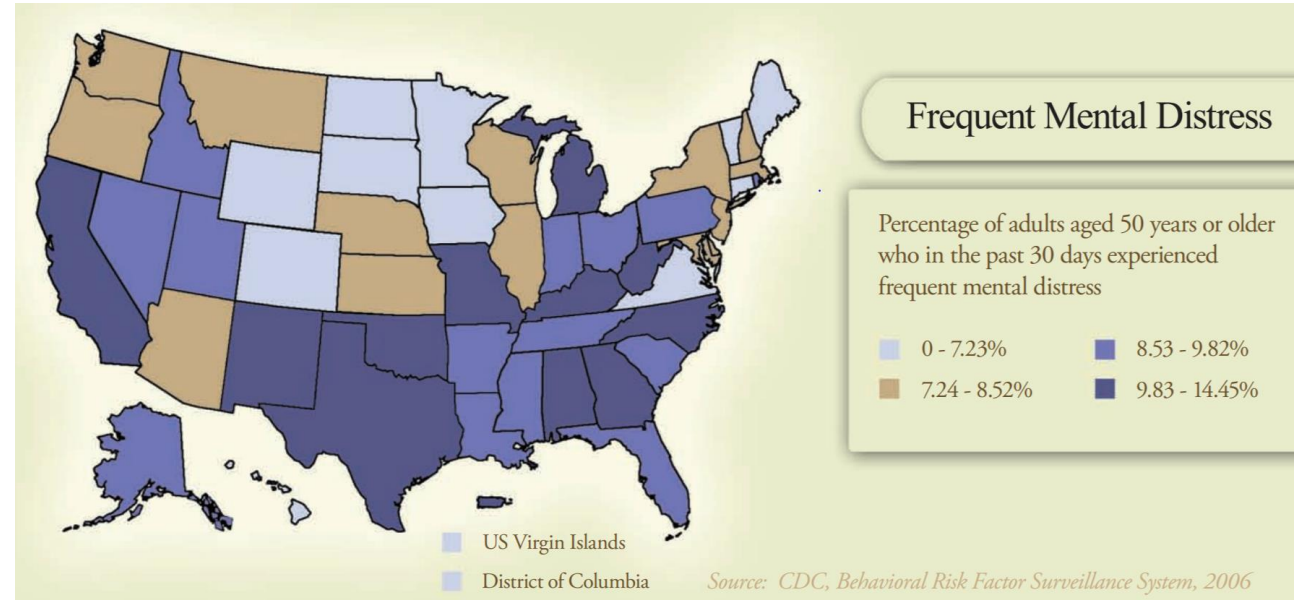 Frequent Mental Distress
Percentage of adults aged 50 years or older
who in the past 30 days experienced
frequent mental distress
0 - 7.23%
8.53 - 9.82%
7.24 - 8.52%
9.83 - 14.45%
US Virgin Islands
District of Columbia
Source: CDC, Behavioral Risk Factor Surveillance System, 2006